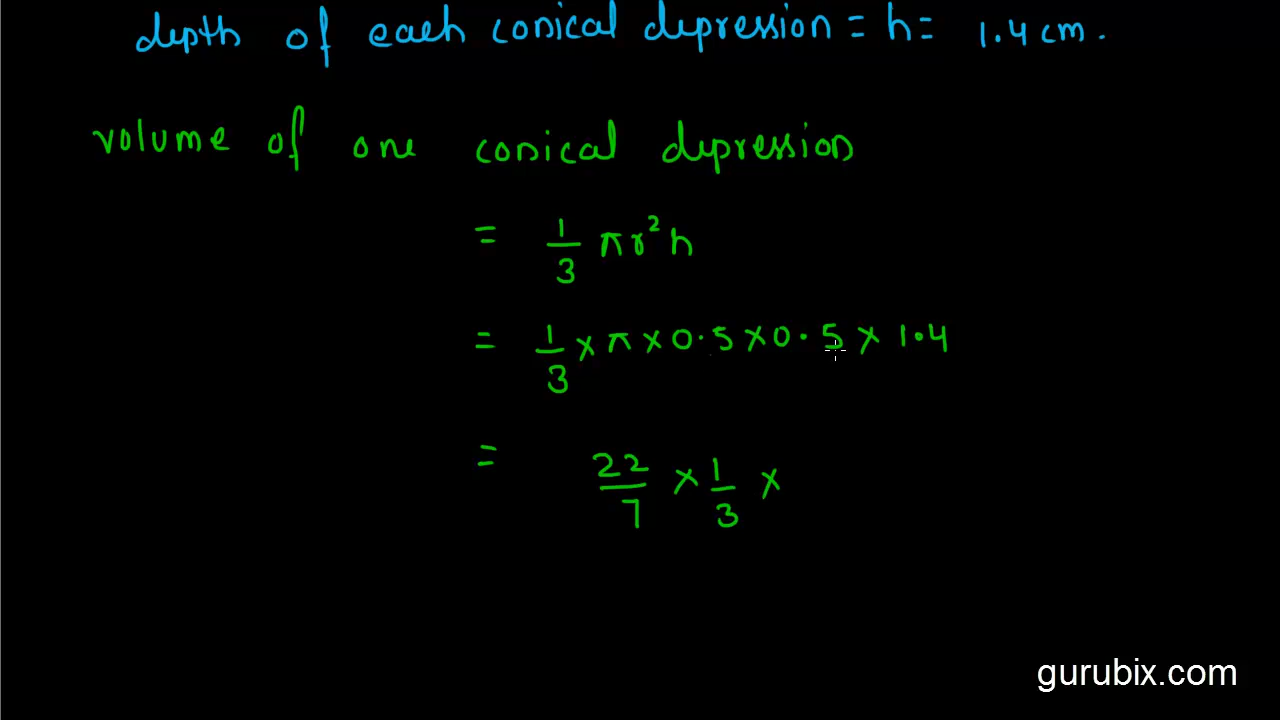 depth of each conical depression = h = 1.4 cm.
volume of one conical depression
= 1/3 πr²h
= 1/3 × π × 0.5 × 0.5 × 1.4
= 22/7 × 1/3 ×
gurubix.com